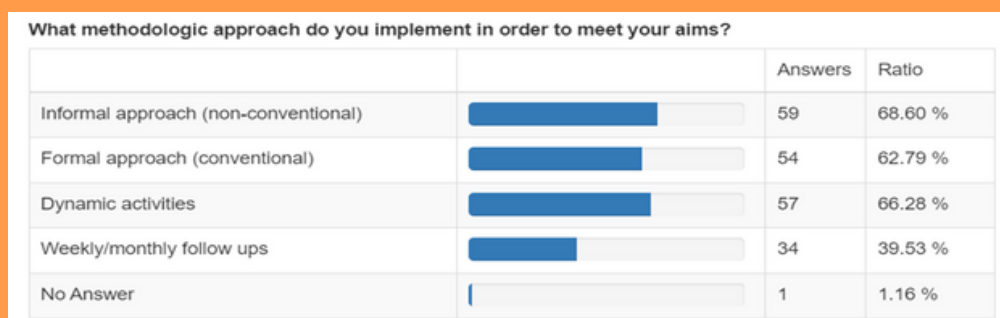 What methodologic approach do you implement in order to meet your aims?
Answers Ratio
Informal approach (non-conventional) 59 68.60 %
Formal approach (conventional) 54 62.79 %
Dynamic activities 57 66.28 %
Weekly/monthly follow ups 34 39.53 %
No Answer 1 1.16 %